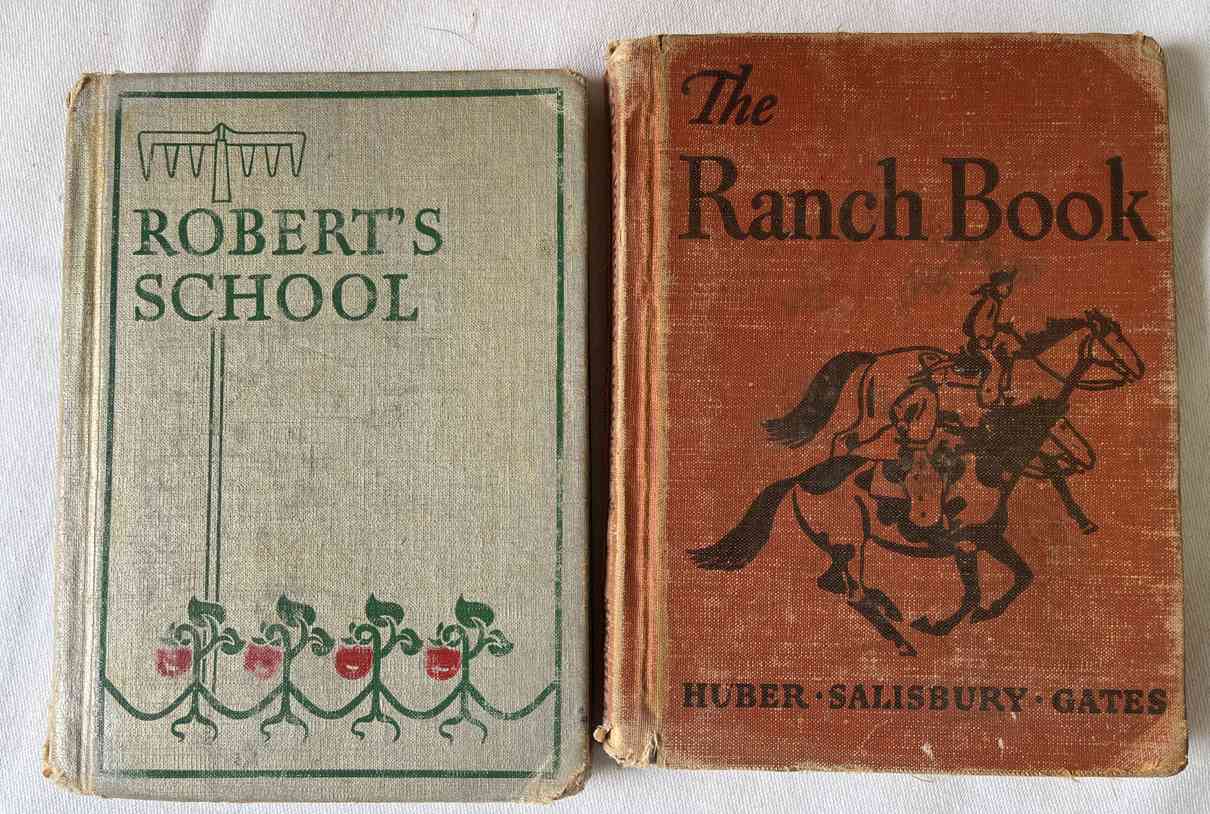 ROBERT'S
SCHOOL
The
Ranch Book
HUBER · SALISBURY · GATES